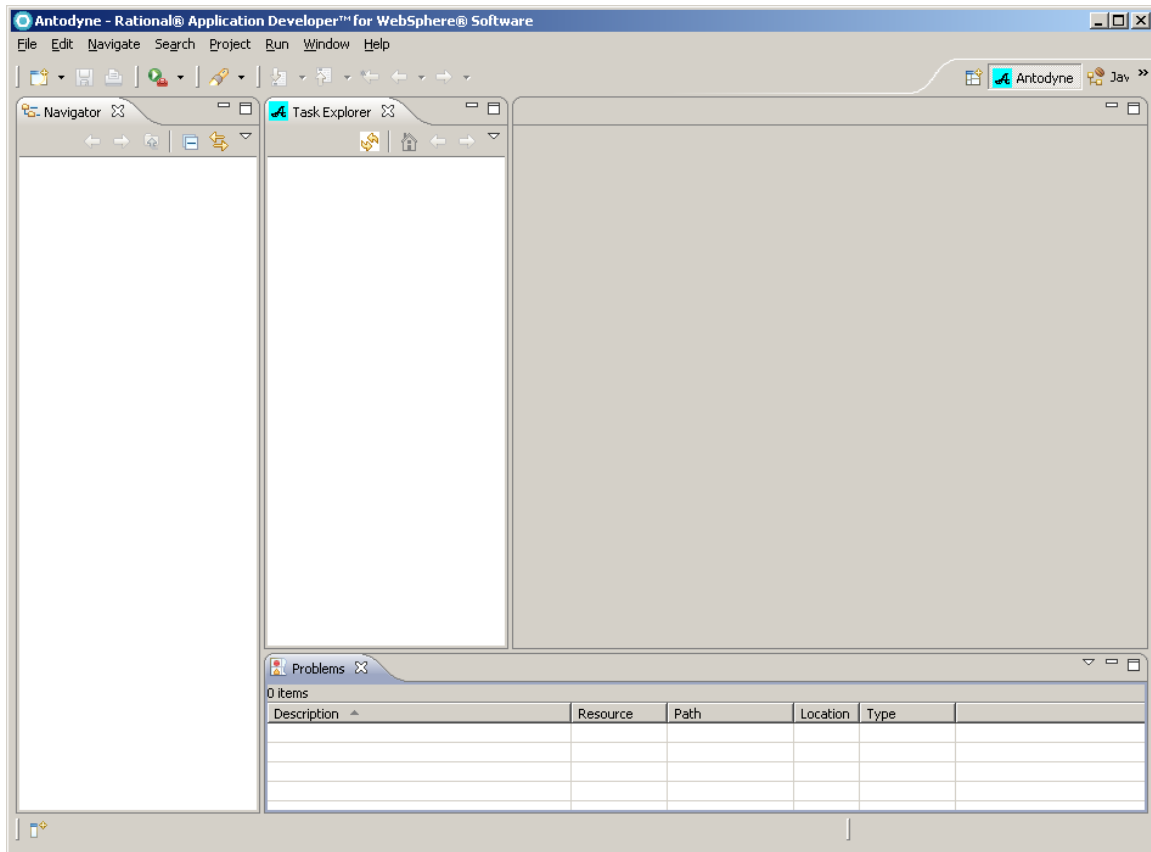 Antodyne - Rational® Application Developer™ for WebSphere® Software
File Edit Navigate Search Project Run Window Help
Antodyne Jav »
Navigator
Task Explorer
Problems
0 items
Description Resource Path Location Type